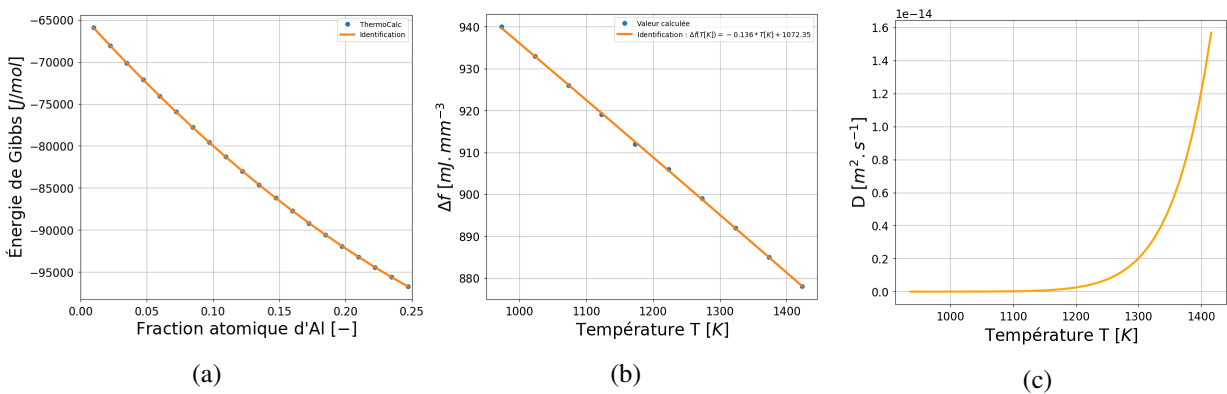 −65000
−70000
−75000
−80000
−85000
−90000
−95000
Énergie de Gibbs [J/mol]
ThermoCalc
Identification
0.00 0.05 0.10 0.15 0.20 0.25
Fraction atomique d'Al [−]
(a)
940
930
920
910
900
890
880
Δf [mJ.mm⁻³]
Valeur calculée
Identification : Δf(T[K]) = − 0.136 * T[K] + 1072.35
1000 1100 1200 1300 1400
Température T [K]
(b)
1e−14
1.6
1.4
1.2
1.0
0.8
0.6
0.4
0.2
0.0
D [m².s⁻¹]
1000 1100 1200 1300 1400
Température T [K]
(c)